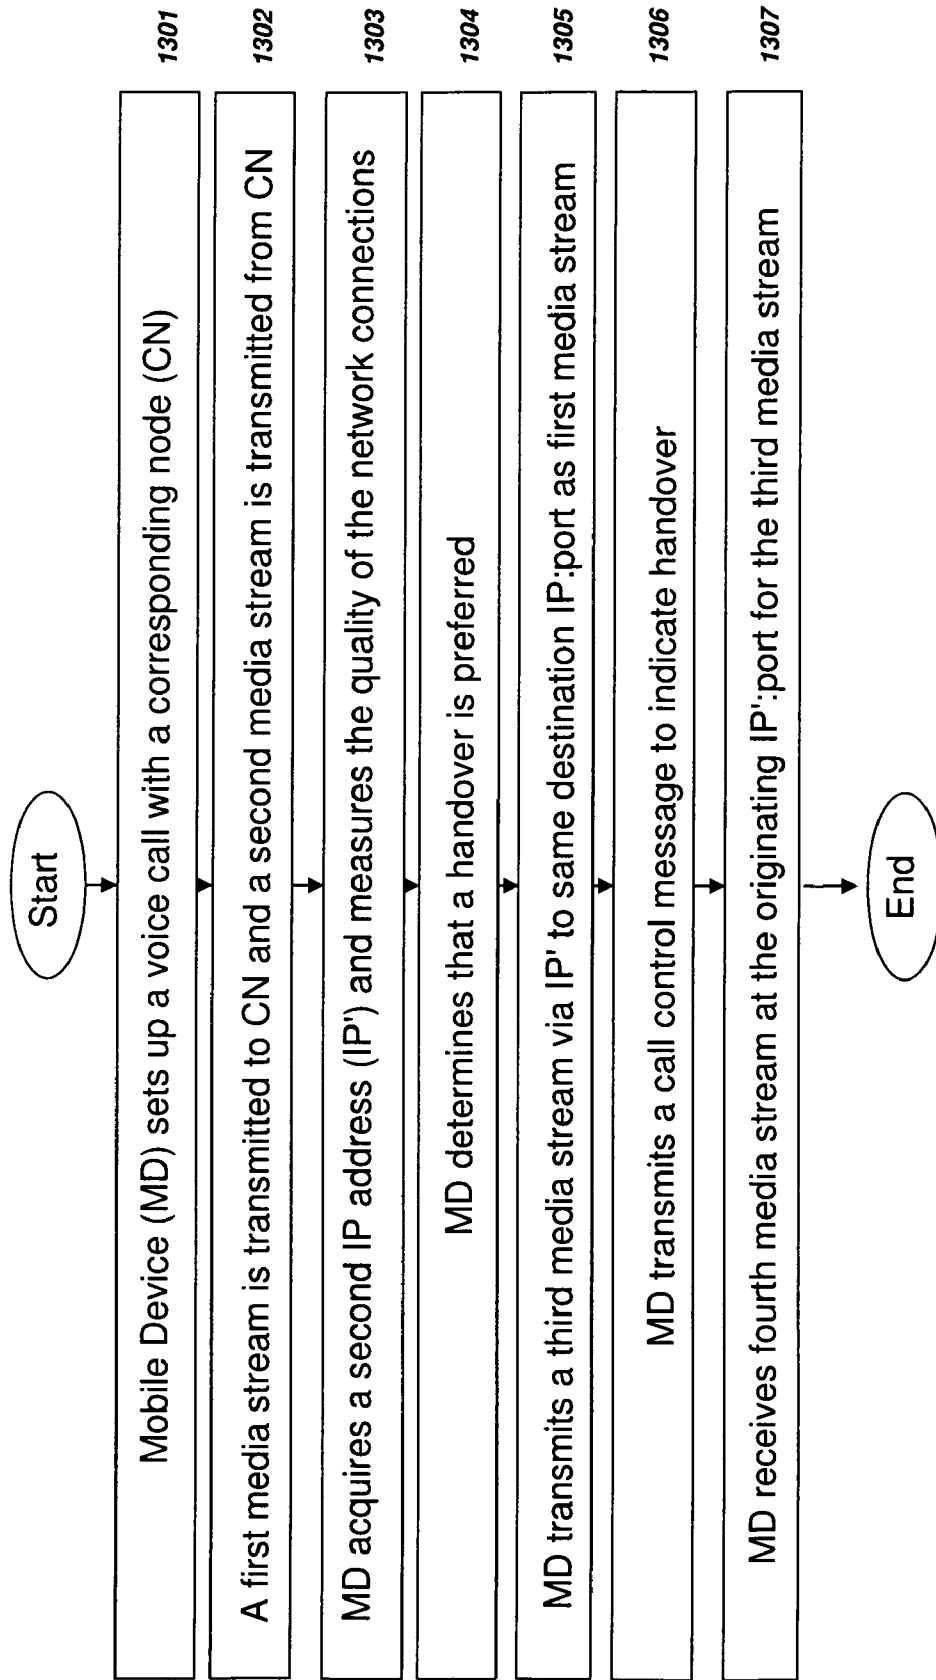 Start
Mobile Device (MD) sets up a voice call with a corresponding node (CN)
1301
A first media stream is transmitted to CN and a second media stream is transmitted from CN
1302
MD acquires a second IP address (IP') and measures the quality of the network connections
1303
MD determines that a handover is preferred
1304
MD transmits a third media stream via IP' to same destination IP:port as first media stream
1305
MD transmits a call control message to indicate handover
1306
MD receives fourth media stream at the originating IP':port for the third media stream
1307
End